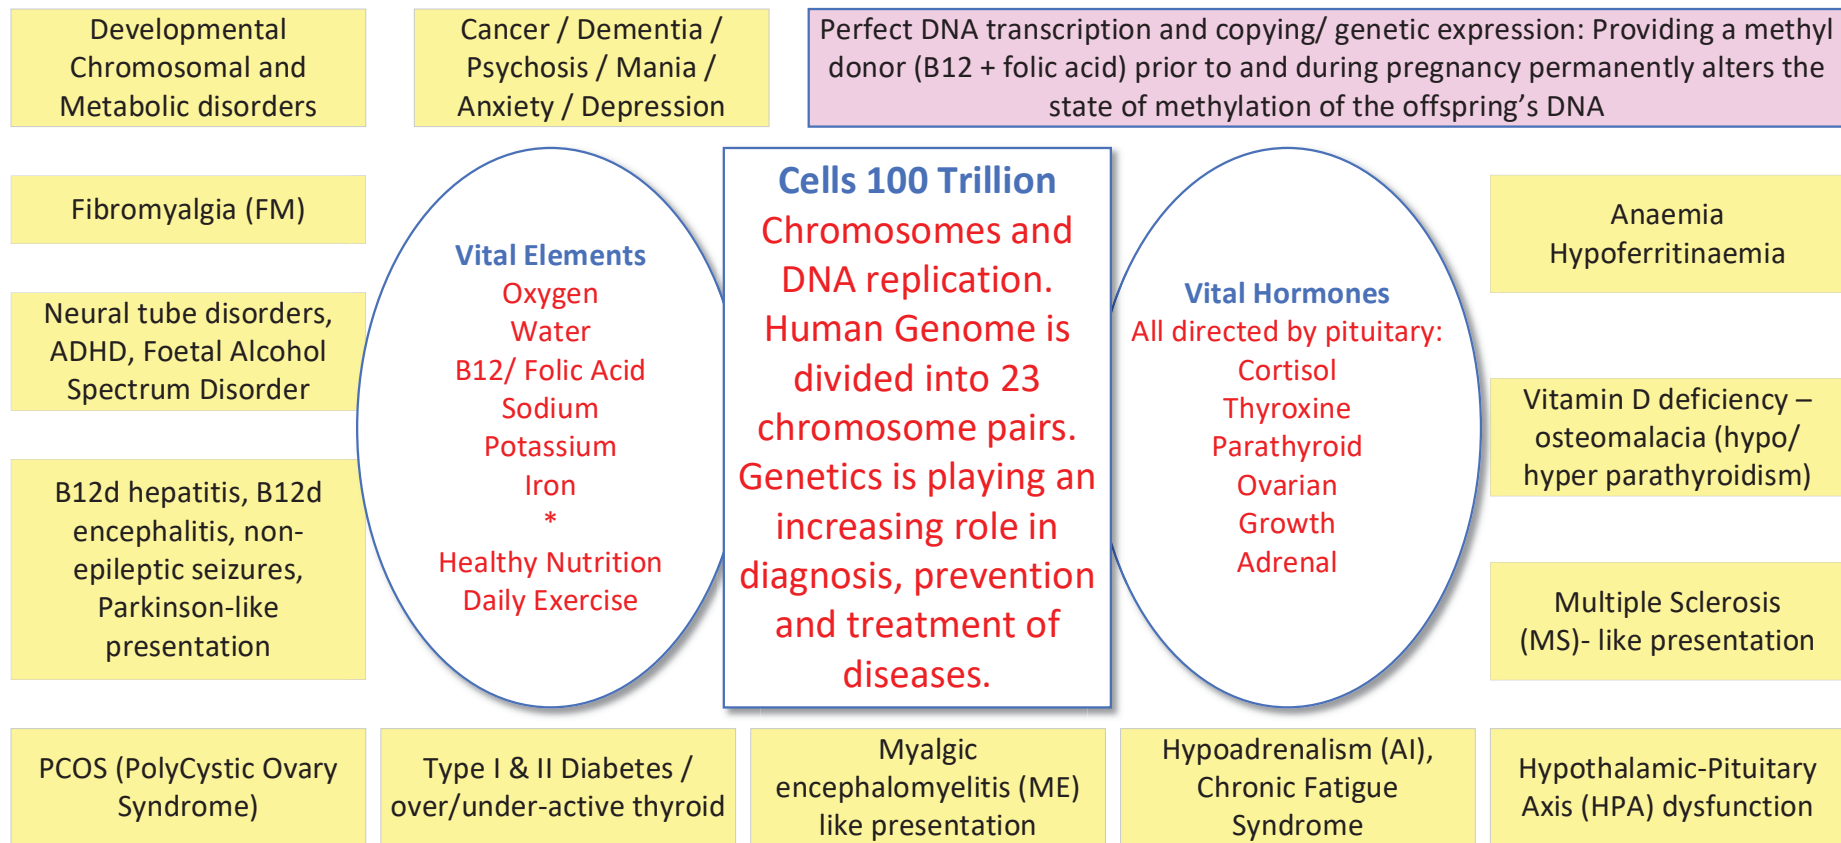 Developmental
Chromosomal and
Metabolic disorders
Cancer / Dementia /
Psychosis / Mania /
Anxiety / Depression
Perfect DNA transcription and copying/ genetic expression: Providing a methyl
donor (B12 + folic acid) prior to and during pregnancy permanently alters the
state of methylation of the offspring’s DNA
Fibromyalgia (FM)
Neural tube disorders,
ADHD, Foetal Alcohol
Spectrum Disorder
B12d hepatitis, B12d
encephalitis, non-
epileptic seizures,
Parkinson-like
presentation
Vital Elements
Oxygen
Water
B12/ Folic Acid
Sodium
Potassium
Iron
*
Healthy Nutrition
Daily Exercise
Cells 100 Trillion
Chromosomes and
DNA replication.
Human Genome is
divided into 23
chromosome pairs.
Genetics is playing an
increasing role in
diagnosis, prevention
and treatment of
diseases.
Vital Hormones
All directed by pituitary:
Cortisol
Thyroxine
Parathyroid
Ovarian
Growth
Adrenal
Anaemia
Hypoferritinaemia
Vitamin D deficiency –
osteomalacia (hypo/
hyper parathyroidism)
Multiple Sclerosis
(MS)- like presentation
PCOS (PolyCystic Ovary
Syndrome)
Type I & II Diabetes /
over/under-active thyroid
Myalgic
encephalomyelitis (ME)
like presentation
Hypoadrenalism (AI),
Chronic Fatigue
Syndrome
Hypothalamic-Pituitary
Axis (HPA) dysfunction